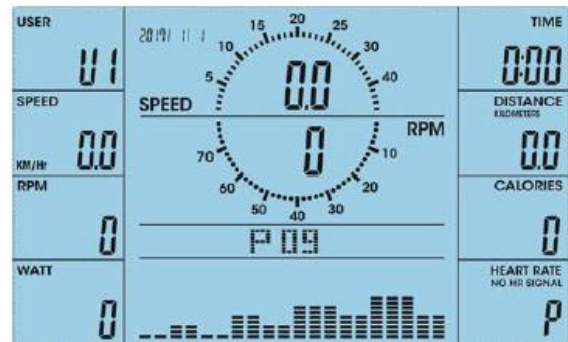 USER
U 1
SPEED
KM/Hr 0.0
RPM
0
WATT
0
15 20 25
10 30
5 40
SPEED
0.0
RPM
0
70 10
60 20
50 40 30
P 09
TIME
0:00
DISTANCE
KILOMETERS
0.0
CALORIES
0
HEART RATE
NO HR SIGNAL
P